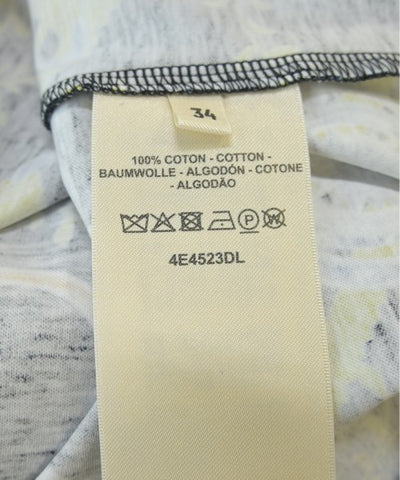 34
100% COTON - COTTON -
BAUMWOLLE - ALGODÓN - COTONE
- ALGODÃO
P W
4E4523DL